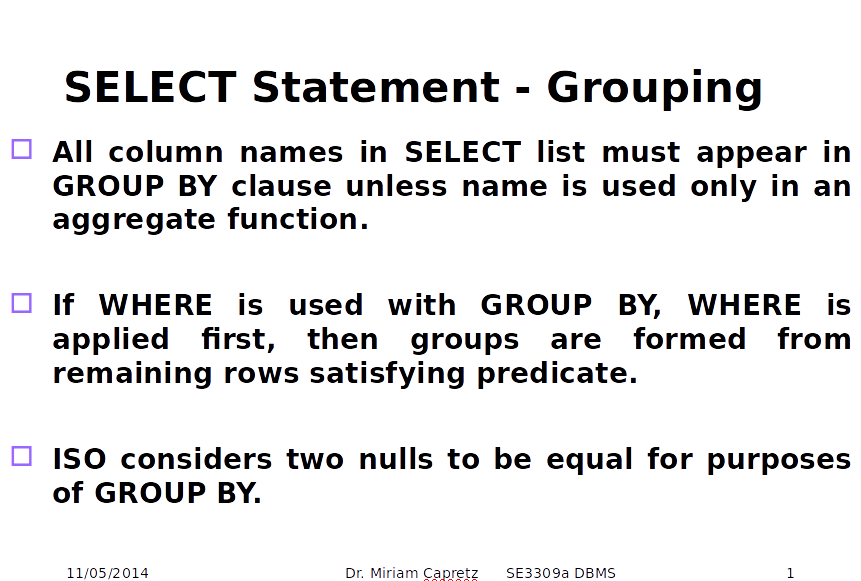 SELECT Statement - Grouping
All column names in SELECT list must appear in
GROUP BY clause unless name is used only in an
aggregate function.
If WHERE is used with GROUP BY, WHERE is
applied first, then groups are formed from
remaining rows satisfying predicate.
ISO considers two nulls to be equal for purposes
of GROUP BY.
11/05/2014 Dr. Miriam Capretz SE3309a DBMS 1